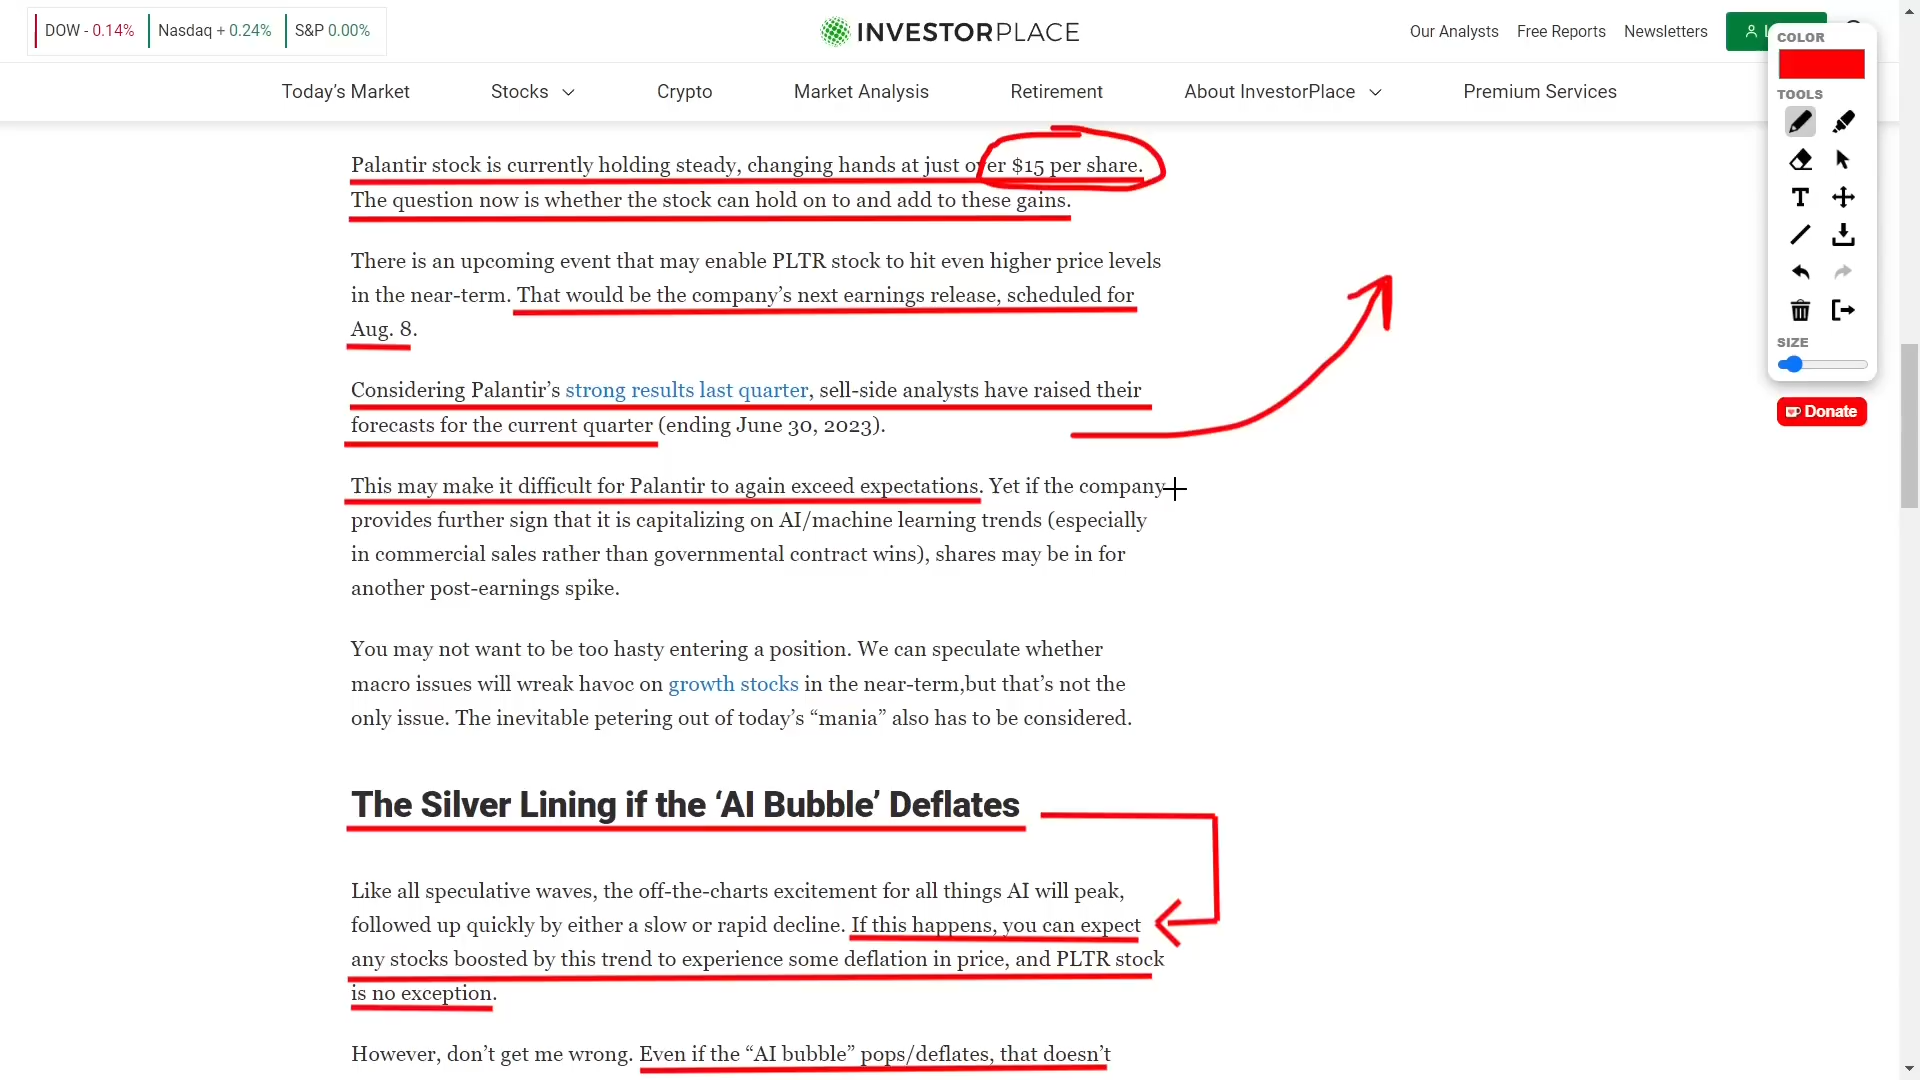 DOW - 0.14% Nasdaq + 0.24% S&P 0.00%
INVESTORPLACE
Our Analysts Free Reports Newsletters
Today’s Market Stocks Crypto Market Analysis Retirement About InvestorPlace Premium Services
COLOR
TOOLS
T
SIZE
Donate
Palantir stock is currently holding steady, changing hands at just over $15 per share.
The question now is whether the stock can hold on to and add to these gains.
There is an upcoming event that may enable PLTR stock to hit even higher price levels
in the near-term. That would be the company’s next earnings release, scheduled for
Aug. 8.
Considering Palantir’s strong results last quarter, sell-side analysts have raised their
forecasts for the current quarter (ending June 30, 2023).
This may make it difficult for Palantir to again exceed expectations. Yet if the company
provides further sign that it is capitalizing on AI/machine learning trends (especially
in commercial sales rather than governmental contract wins), shares may be in for
another post-earnings spike.
You may not want to be too hasty entering a position. We can speculate whether
macro issues will wreak havoc on growth stocks in the near-term,but that’s not the
only issue. The inevitable petering out of today’s “mania” also has to be considered.
The Silver Lining if the ‘AI Bubble’ Deflates
Like all speculative waves, the off-the-charts excitement for all things AI will peak,
followed up quickly by either a slow or rapid decline. If this happens, you can expect
any stocks boosted by this trend to experience some deflation in price, and PLTR stock
is no exception.
However, don’t get me wrong. Even if the “AI bubble” pops/deflates, that doesn’t